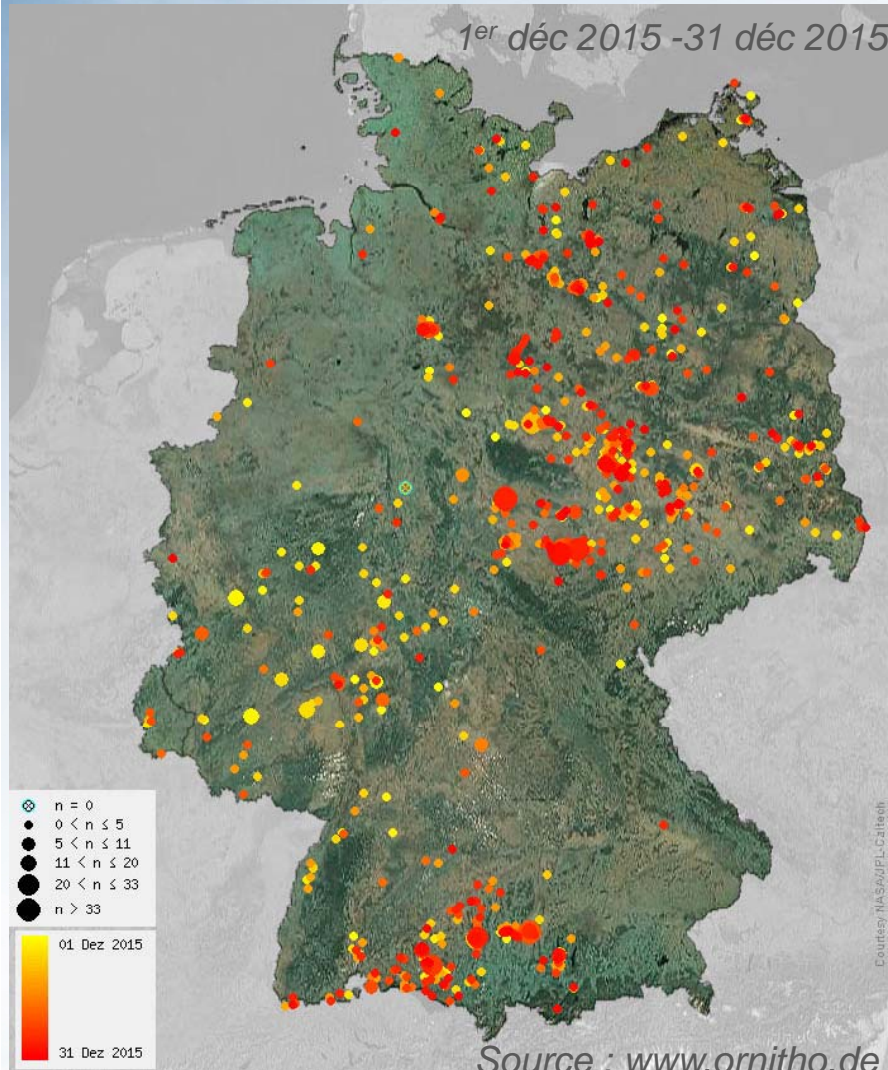 1er déc 2015 -31 déc 2015
n = 0
0 < n ≤ 5
5 < n ≤ 11
11 < n ≤ 20
20 < n ≤ 33
n > 33
01 Dez 2015
31 Dez 2015
Courtesy NASA/JPL-Caltech
Source : www.ornitho.de